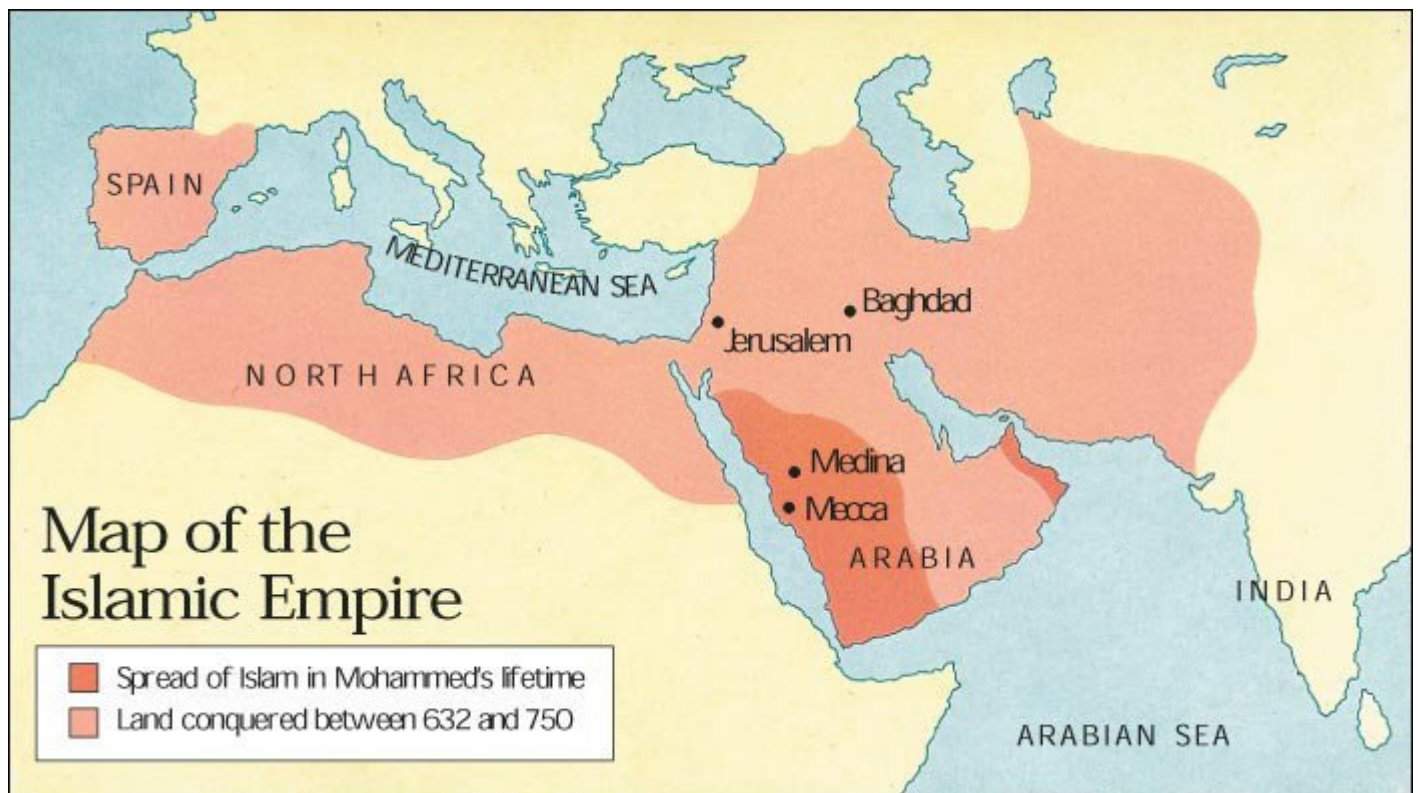 SPAIN
MEDITERRANEAN SEA
Baghdad
Jerusalem
NORTH AFRICA
Medina
Mecca
ARABIA
INDIA
ARABIAN SEA
Map of the
Islamic Empire
Spread of Islam in Mohammed's lifetime
Land conquered between 632 and 750